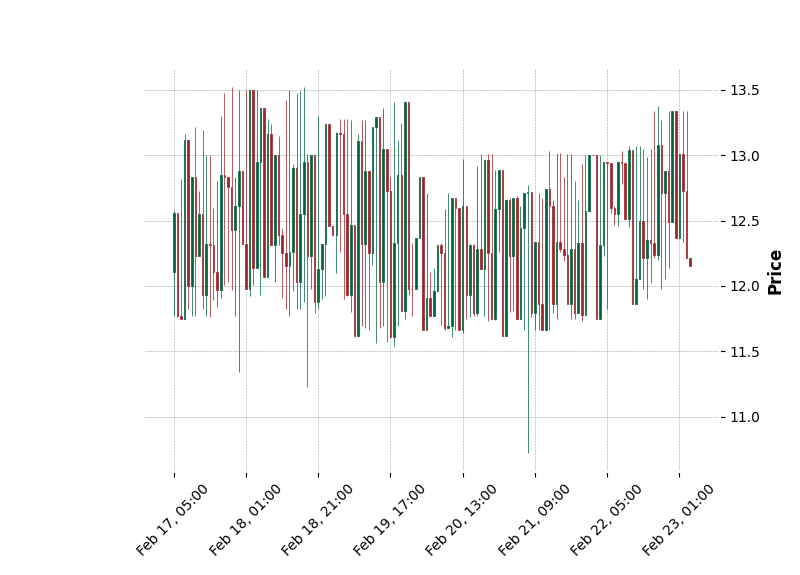 13.5
13.0
12.5
12.0
11.5
11.0
Price
Feb 17, 05:00
Feb 18, 01:00
Feb 18, 21:00
Feb 19, 17:00
Feb 20, 13:00
Feb 21, 09:00
Feb 22, 05:00
Feb 23, 01:00